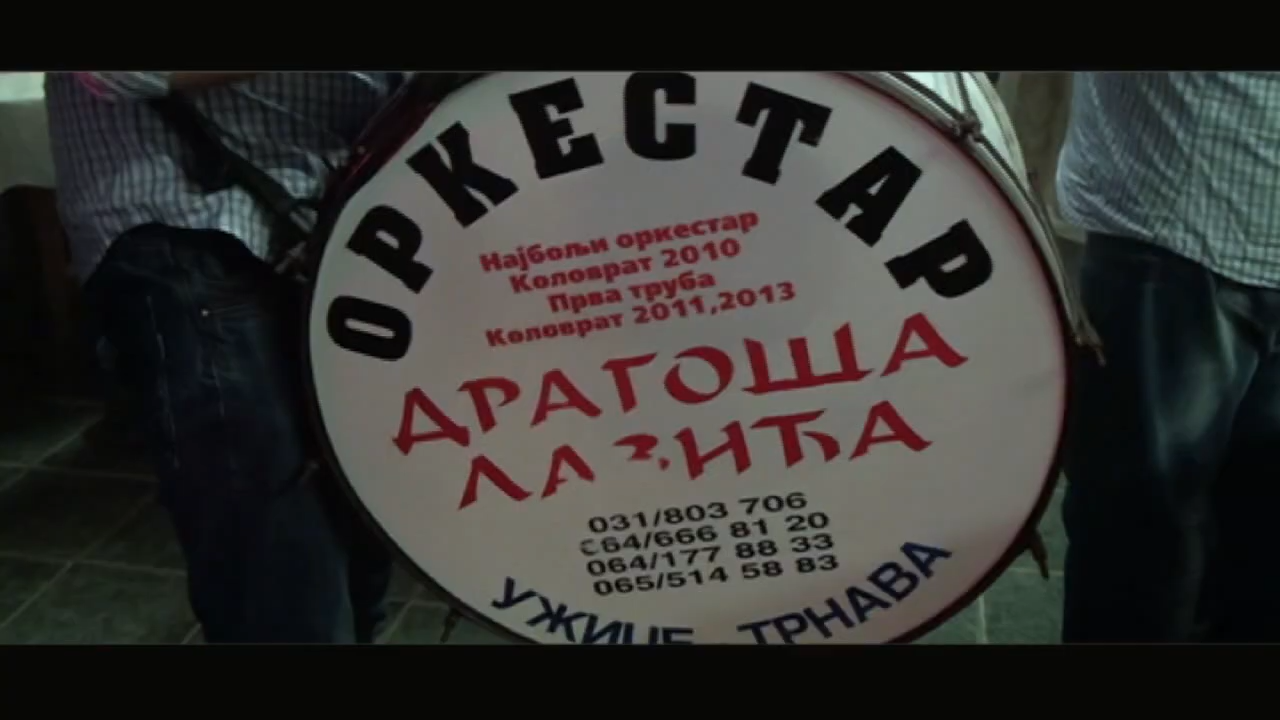 ОРКЕСТАР
Најбољи оркестар
Коловрат 2010
Прва труба
Коловрат 2011,2013
ДРАГОША
ЛАЗИЋА
031/803 706
064/666 81 20
064/177 88 33
065/514 58 83
УЖИЦЕ ТРНАВА